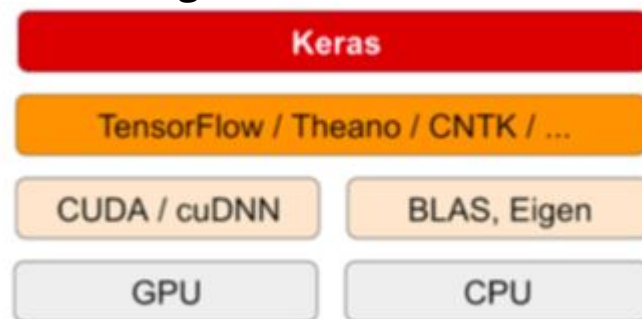 Keras
TensorFlow / Theano / CNTK / ...
CUDA / cuDNN BLAS, Eigen
GPU CPU